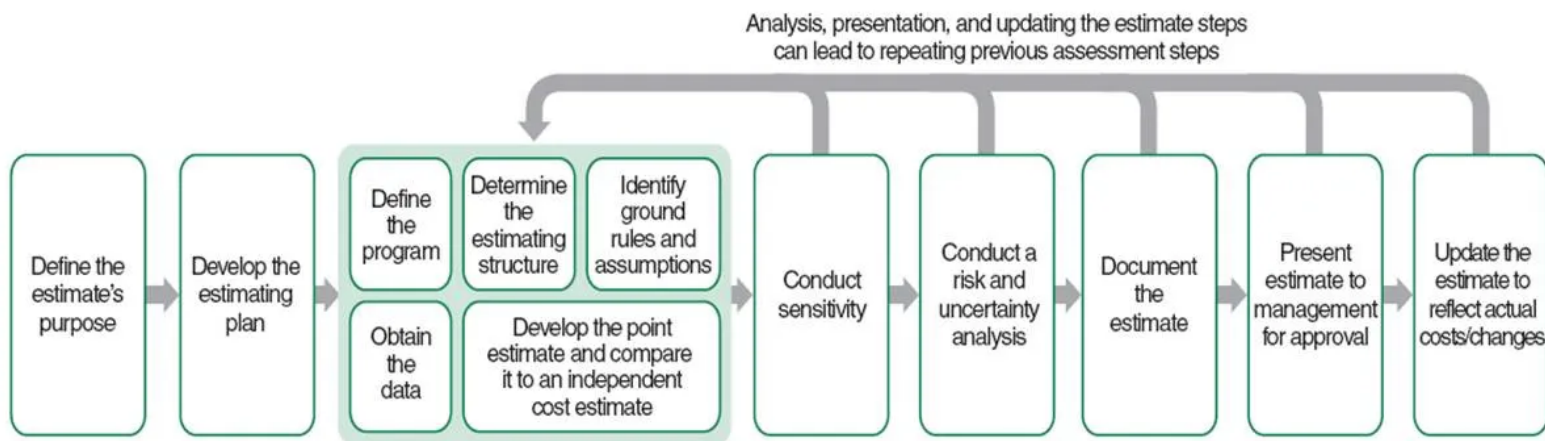 Analysis, presentation, and updating the estimate steps
can lead to repeating previous assessment steps
Define the
estimate's
purpose
Develop the
estimating
plan
Define
the
program
Determine
the
estimating
structure
Identify
ground
rules and
assumptions
Obtain
the
data
Develop the point
estimate and compare
it to an independent
cost estimate
Conduct
sensitivity
Conduct a
risk and
uncertainty
analysis
Document
the
estimate
Present
estimate to
management
for approval
Update the
estimate to
reflect actual
costs/changes